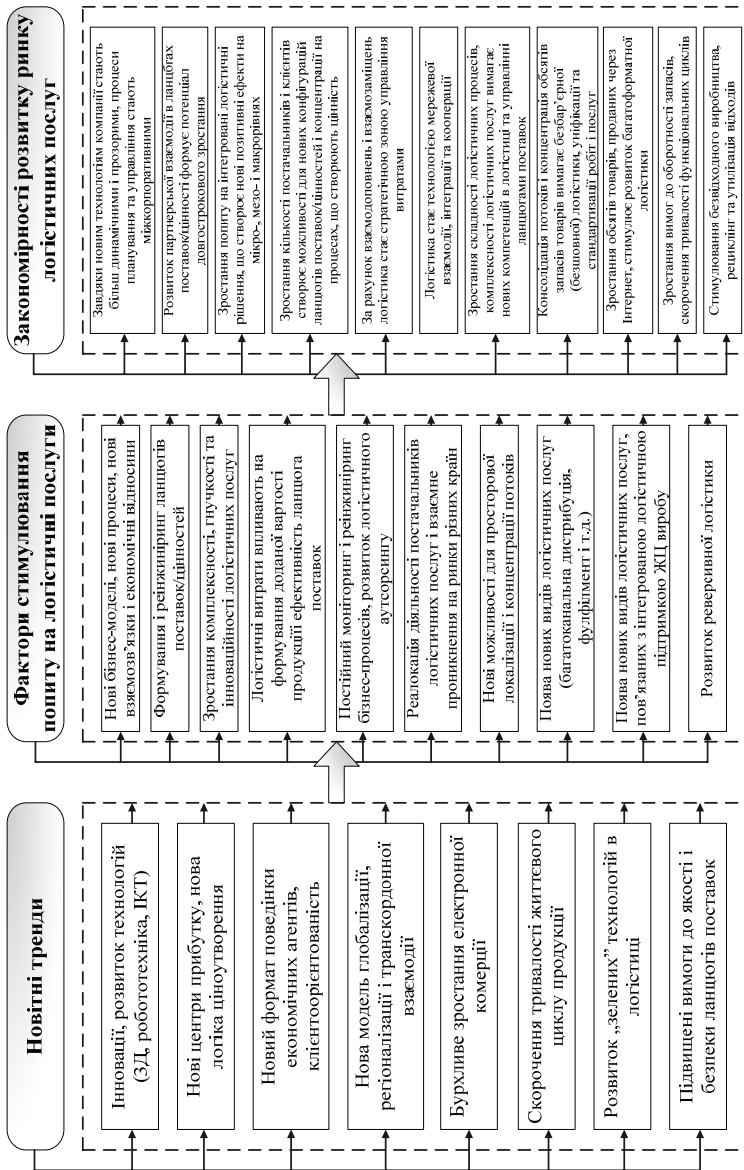 Новітні тренди
Інновації, розвиток технологій
(3Д, робототехніка, ІКТ)
Нові центри прибутку, нова
логіка ціноутворення
Новий формат поведінки
економічних агентів,
клієнтоорієнтованість
Нова модель глобалізації,
регіоналізації і транскордонної
взаємодії
Бурхливе зростання електронної
комерції
Скорочення тривалості життєвого
циклу продукції
Розвиток „зелених” технологій в
логістиці
Підвищені вимоги до якості і
безпеки ланцюгів поставок
Фактори стимулювання
попиту на логістичні послуги
Нові бізнес-моделі, нові процеси, нові
взяємозв’язки і економічні відносини
Формування і реінжиніринг ланцюгів
поставок/цінностей
Зростання комплексності, гнучкості та
інноваційності логістичних послуг
Логістичні витрати впливають на
формування доданої вартості
продукціїі ефективність ланцюга
поставок
Постійний моніторинг і реінжиніринг
бізнес-процесів, розвиток логістичного
аутсорсингу
Реалокація діяльності постачальників
логістичних послуг і взаємне
проникнення на ринки різних країн
Нові можливості для просторової
локалізації і концентрації потоків
Поява нових видів логістичних послуг
(багатоканальна дистрибуція,
фулфілмент і т.д.)
Поява нових видів логістичних послуг,
пов’язаних з інтегрованою логістичною
підтримкою ЖЦ виробу
Розвиток реверсивної логістики
Закономірності розвитку ринку
логістичних послуг
Завдяки новим технологіям компанії стають
більш динамічними і прозорими, процеси
планування та управління стають
міжкорпоративними
Розвиток партнерської взаємодії в ланцюгах
поставок/цінності формує потенціал
довгострокового зростання
Зростання попиту на інтегровані логістичні
рішення, що створює нові позитивні ефекти на
мікро-, мезо- і макрорівнях
Зростання кількості постачальників і клієнтів
створює можливості для нових конфігурацій
ланцюгів поставок/цінностей і концентрації на
процесах, що створюють цінність
За рахунок взаємодоповнень і взаємозаміщень
логістика стає стратегічною зоною управління
витратами
Логістика стає технологією мережевої
взаємодії, інтеграції та кооперації
Зростання складності логістичних процесів,
комплексності логістичних послуг вимагає
нових компетенцій в логістиці та управлінні
ланцюгами поставок
Консолідація потоків і концентрація обсягів
запасів товарів вимагає безбар’єрної
(безшовної) логістики, уніфікації та
стандартизації робіт і послуг
Зростання обсягів товарів, проданих через
Інтернет, стимулює розвиток багатоформатної
логістики
Зростання вимог до оборотності запасів,
скорочення тривалості функціональних циклів
Стимулювання безвідходного виробництва,
рециклінг та утилізація відходів